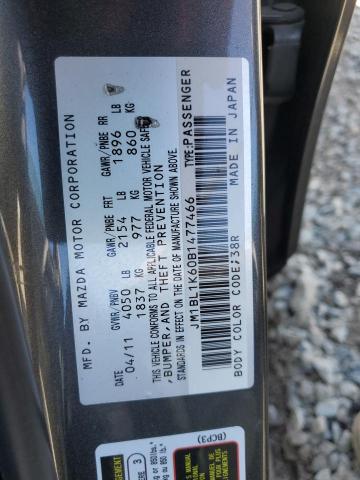 MFD. BY MAZDA MOTOR CORPORATION
DATE GVWR/PNBV GAWR/PNBE FRT GAWR/PNBE RR
04/11 4050 LB 2154 LB 1896 LB
1837 KG 977 KG 860 KG
THIS VEHICLE CONFORMS TO ALL APPLICABLE FEDERAL MOTOR VEHICLE SAFETY
, BUMPER, AND THEFT PREVENTION
STANDARDS IN EFFECT ON THE DATE OF MANUFACTURE SHOWN ABOVE.
JM1BL1K60B1477466 TYPE:PASSENGER
BODY COLOR CODE:38R MADE IN JAPAN
(BCP3)